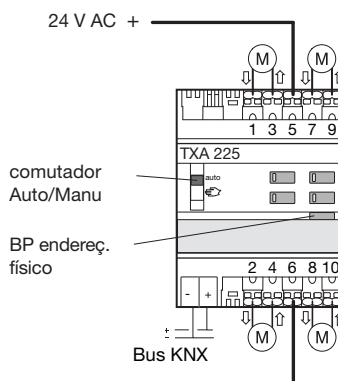 24 V AC +
M M
1 3 5 7 9
TXA 225
auto
comutador
Auto/Manu
BP endereç.
físico
2 4 6 8 10
- +
+
-
M M
Bus KNX